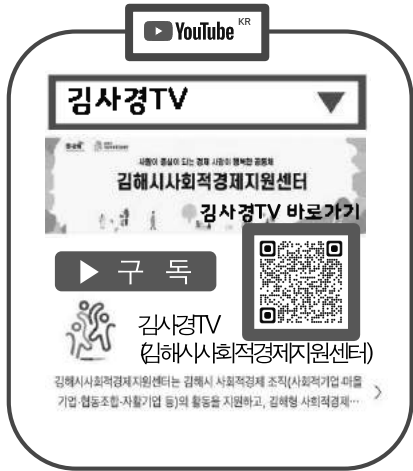 YouTube KR
김사경TV
사람이 중심이 되는 경제 사람이 행복한 공동체
김해시사회적경제지원센터
김사경TV 바로가기
구 독
김사경TV
(김해시사회적경제지원센터)
김해시사회적경제지원센터는 김해시 사회적경제 조직(사회적기업·마을
기업·협동조합·자활기업 등)의 활동을 지원하고, 김해형 사회적경제…